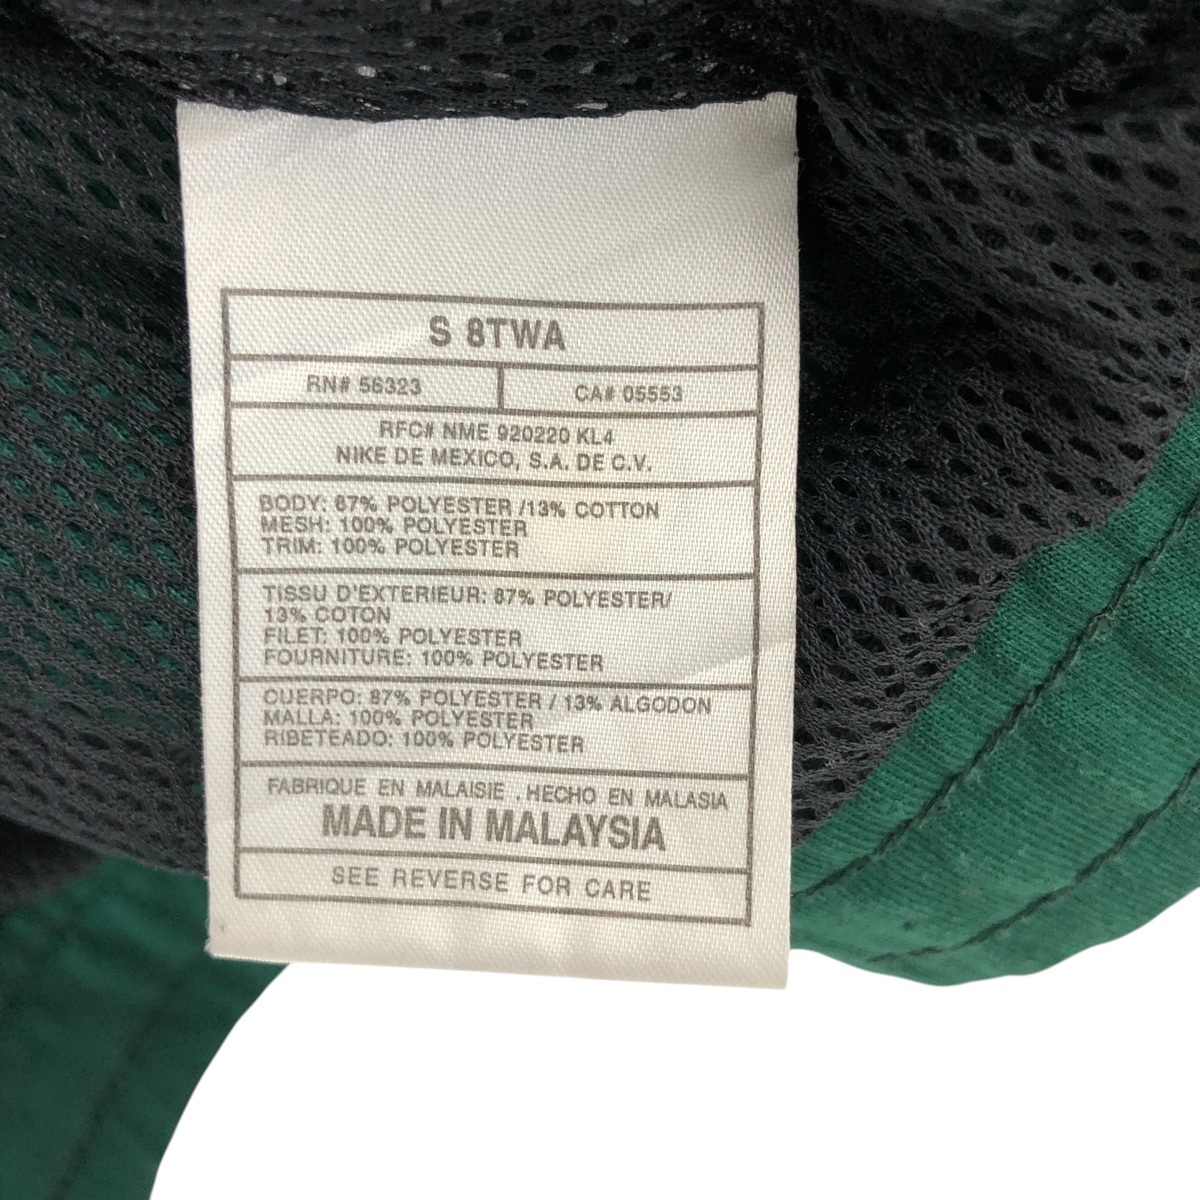 S 8TWA
RN# 56323
CA# 05553
RFC# NME 920220 KL4
NIKE DE MEXICO, S.A. DE C.V.
BODY: 87% POLYESTER /13% COTTON
MESH: 100% POLYESTER
TRIM: 100% POLYESTER
TISSU D'EXTERIEUR: 87% POLYESTER/
13% COTON
FILET: 100% POLYESTER
FOURNITURE: 100% POLYESTER
CUERPO: 87% POLYESTER / 13% ALGODON
MALLA: 100% POLYESTER
RIBETEADO: 100% POLYESTER
FABRIQUE EN MALAISIE . HECHO EN MALASIA
MADE IN MALAYSIA
SEE REVERSE FOR CARE